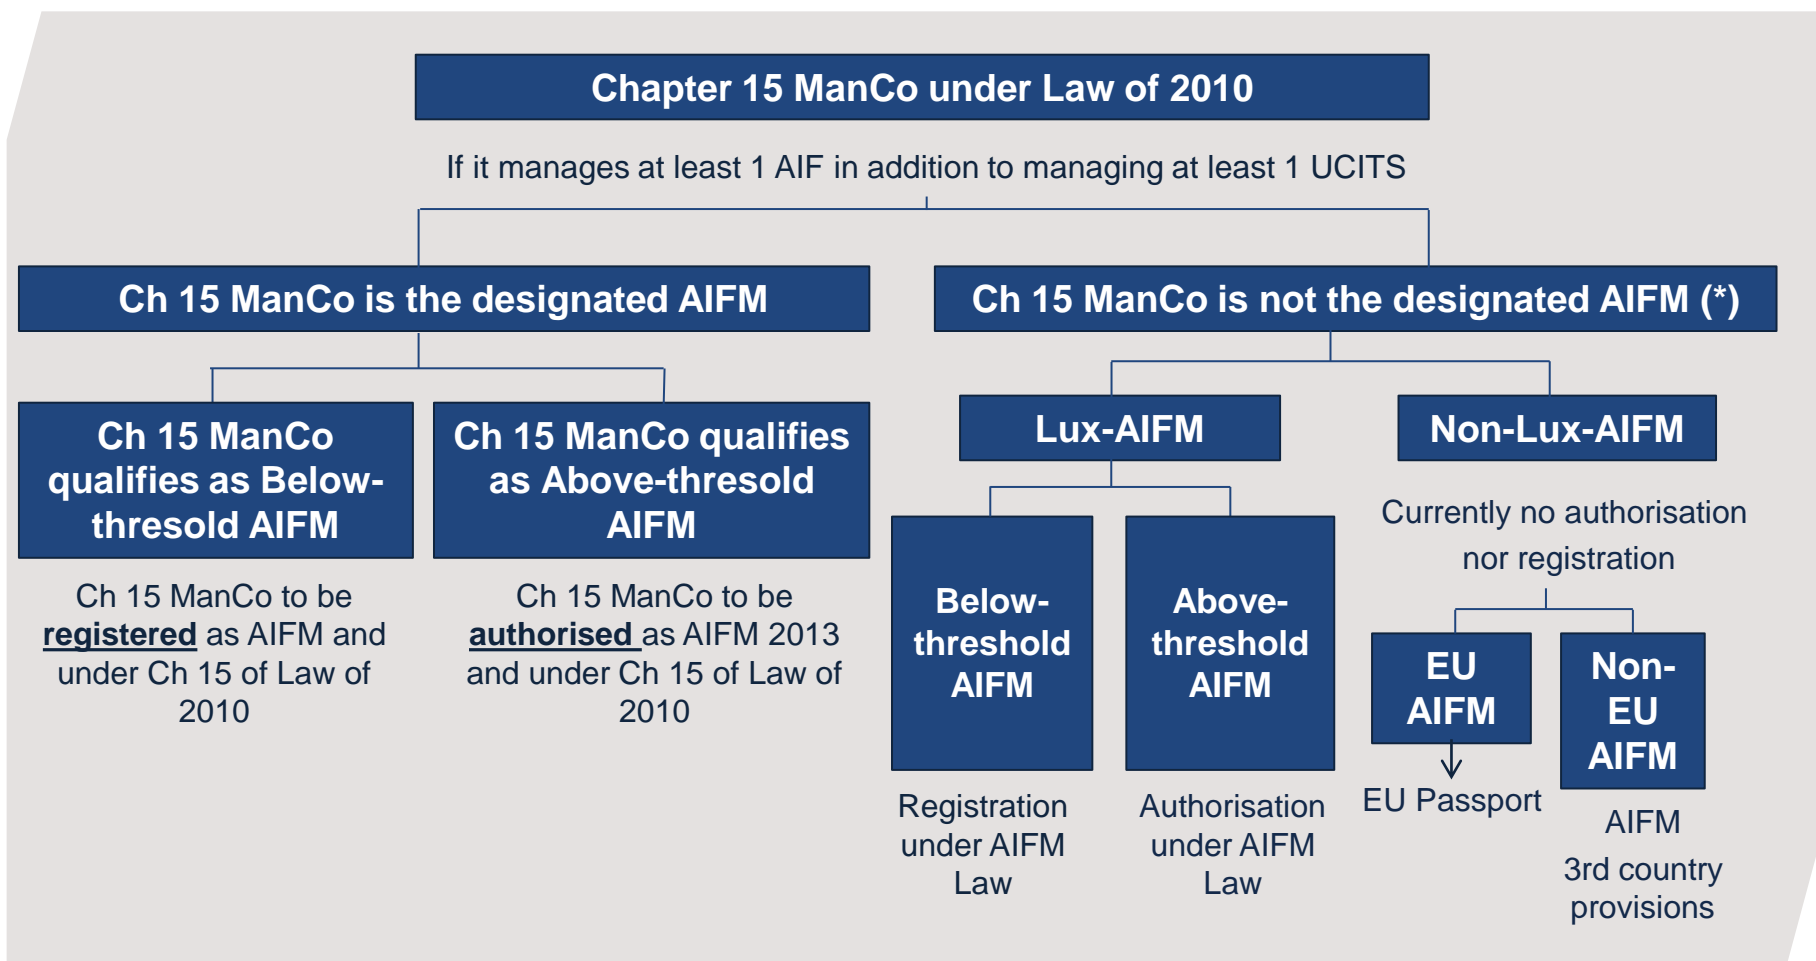 Chapter 15 ManCo under Law of 2010
If it manages at least 1 AIF in addition to managing at least 1 UCITS
Ch 15 ManCo is the designated AIFM
Ch 15 ManCo is not the designated AIFM (*)
Ch 15 ManCo
qualifies as Below-
thresold AIFM
Ch 15 ManCo qualifies
as Above-thresold
AIFM
Ch 15 ManCo to be
registered as AIFM and
under Ch 15 of Law of
2010
Ch 15 ManCo to be
authorised as AIFM 2013
and under Ch 15 of Law of
2010
Lux-AIFM
Non-Lux-AIFM
Below-
threshold
AIFM
Above-
threshold
AIFM
Registration
under AIFM
Law
Authorisation
under AIFM
Law
Currently no authorisation
nor registration
EU
AIFM
Non-
EU
AIFM
EU Passport
AIFM
3rd country
provisions